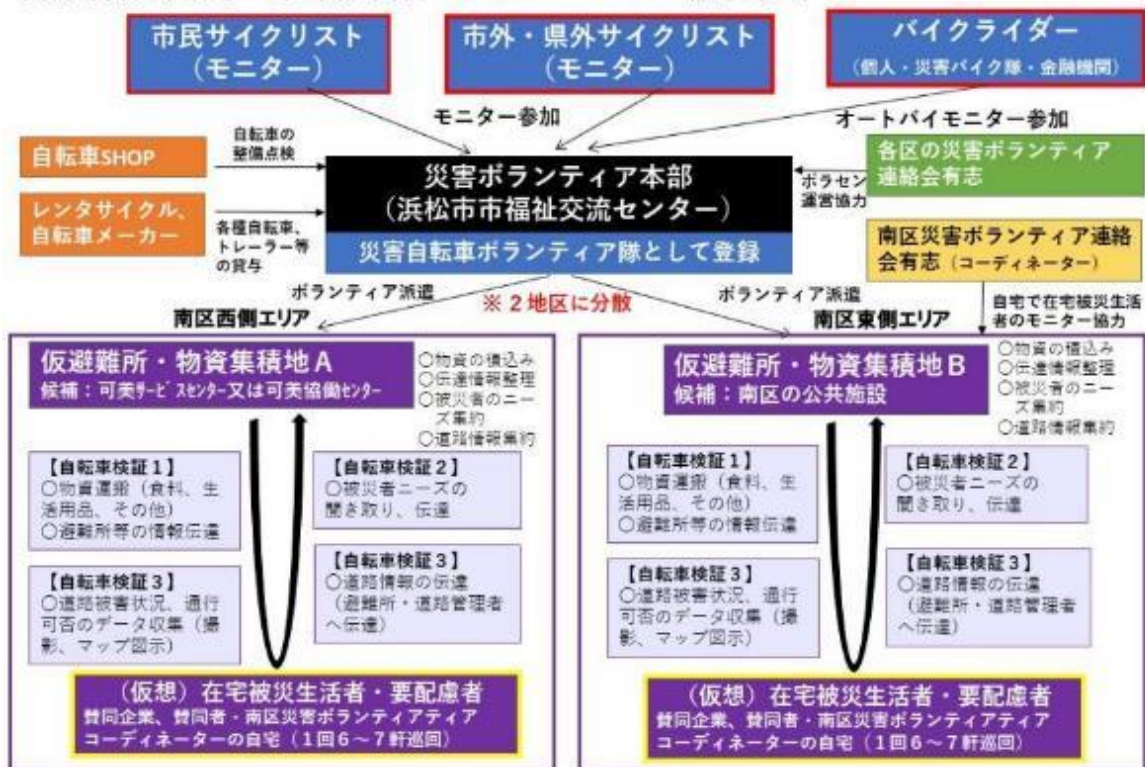 市民サイクリスト
（モニター）
市外・県外サイクリスト
（モニター）
バイクライダー
（個人・災害バイク隊・金融機関）
モニター参加
オートバイモニター参加
自転車SHOP
自転車の
整備点検
レンタサイクル、
自転車メーカー
各種自転車、
トレーラー等
の貸与
災害ボランティア本部
（浜松市市福祉交流センター）
災害自転車ボランティア隊として登録
ボラセン
運営協力
各区の災害ボランティア
連絡会有志
南区災害ボランティア連絡
会有志（コーディネーター）
ボランティア派遣
※２地区に分散
ボランティア派遣
自宅で在宅被災生活
者のモニター協力
南区西側エリア
仮避難所・物資集積地A
候補：可美ｻｰﾋﾞｽｾﾝﾀｰ又は可美協働ｾﾝﾀｰ
○物資の積込み
○伝達情報整理
○被災者のニー
ズ集約
○道路情報集約
【自転車検証１】
○物資運搬（食料、生
活用品、その他）
○避難所等の情報伝達
【自転車検証２】
○被災者ニーズの
聞き取り、伝達
【自転車検証３】
○道路被害状況、通行
可否のデータ収集（撮
影、マップ図示）
【自転車検証３】
○道路情報の伝達
（避難所・道路管理者
へ伝達）
（仮想）在宅被災生活者・要配慮者
賛同企業、賛同者・南区災害ボランティアティア
コーディネーターの自宅（１回６～７軒巡回）
南区東側エリア
仮避難所・物資集積地B
候補：南区の公共施設
○物資の積込み
○伝達情報整理
○被災者のニー
ズ集約
○道路情報集約
【自転車検証１】
○物資運搬（食料、生
活用品、その他）
○避難所等の情報伝達
【自転車検証２】
○被災者ニーズの
聞き取り、伝達
【自転車検証３】
○道路被害状況、通行
可否のデータ収集（撮
影、マップ図示）
【自転車検証３】
○道路情報の伝達
（避難所・道路管理者
へ伝達）
（仮想）在宅被災生活者・要配慮者
賛同企業、賛同者・南区災害ボランティアティア
コーディネーターの自宅（１回６～７軒巡回）